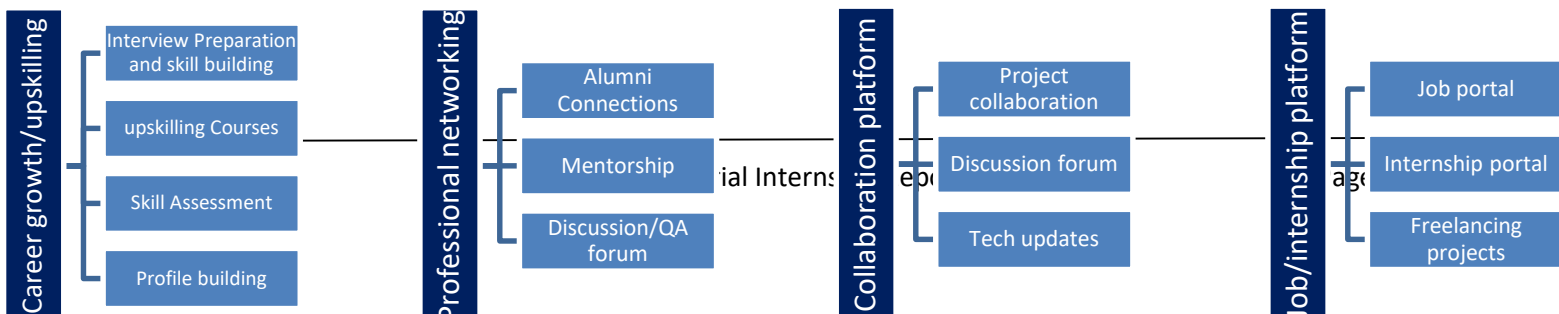 Career growth/upskilling
Interview Preparation
and skill building
upskilling Courses
Skill Assessment
Profile building
Professional networking
Alumni
Connections
Mentorship
Discussion/QA
forum
Collaboration platform
Project
collaboration
Discussion forum
Tech updates
Job/internship platform
Job portal
Internship portal
Freelancing
projects